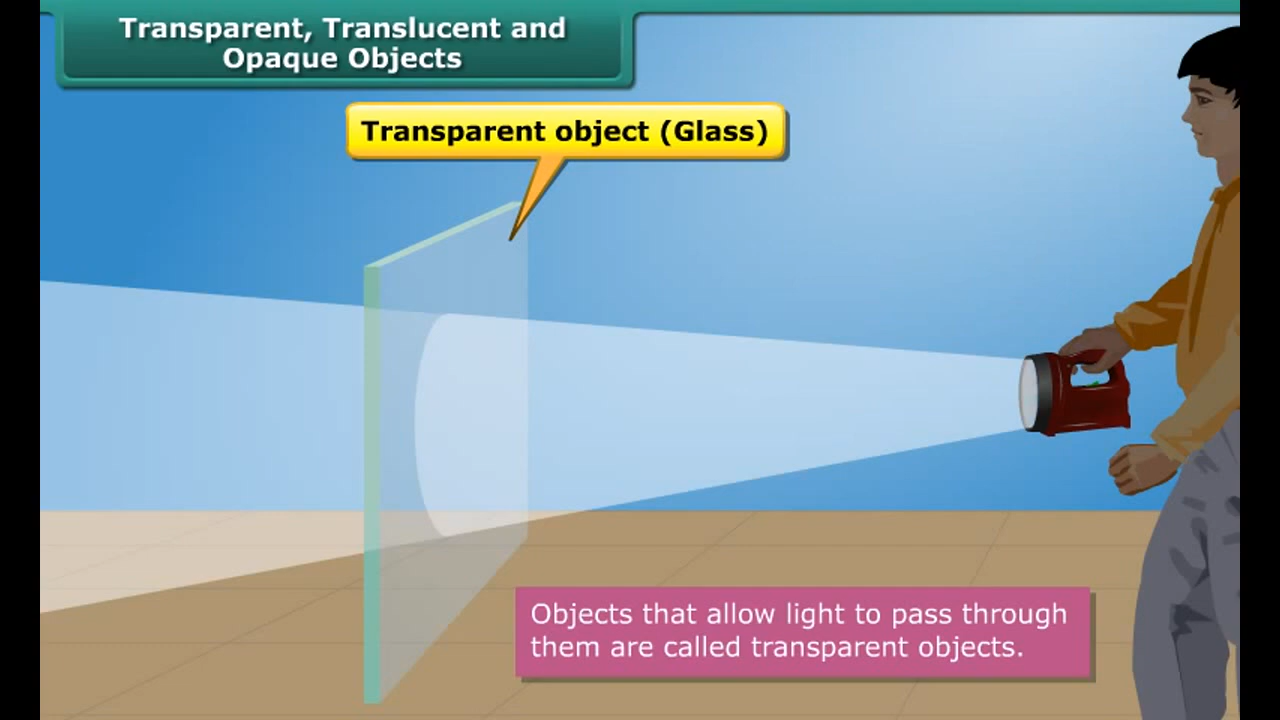 Transparent, Translucent and
Opaque Objects
Transparent object (Glass)
Objects that allow light to pass through
them are called transparent objects.